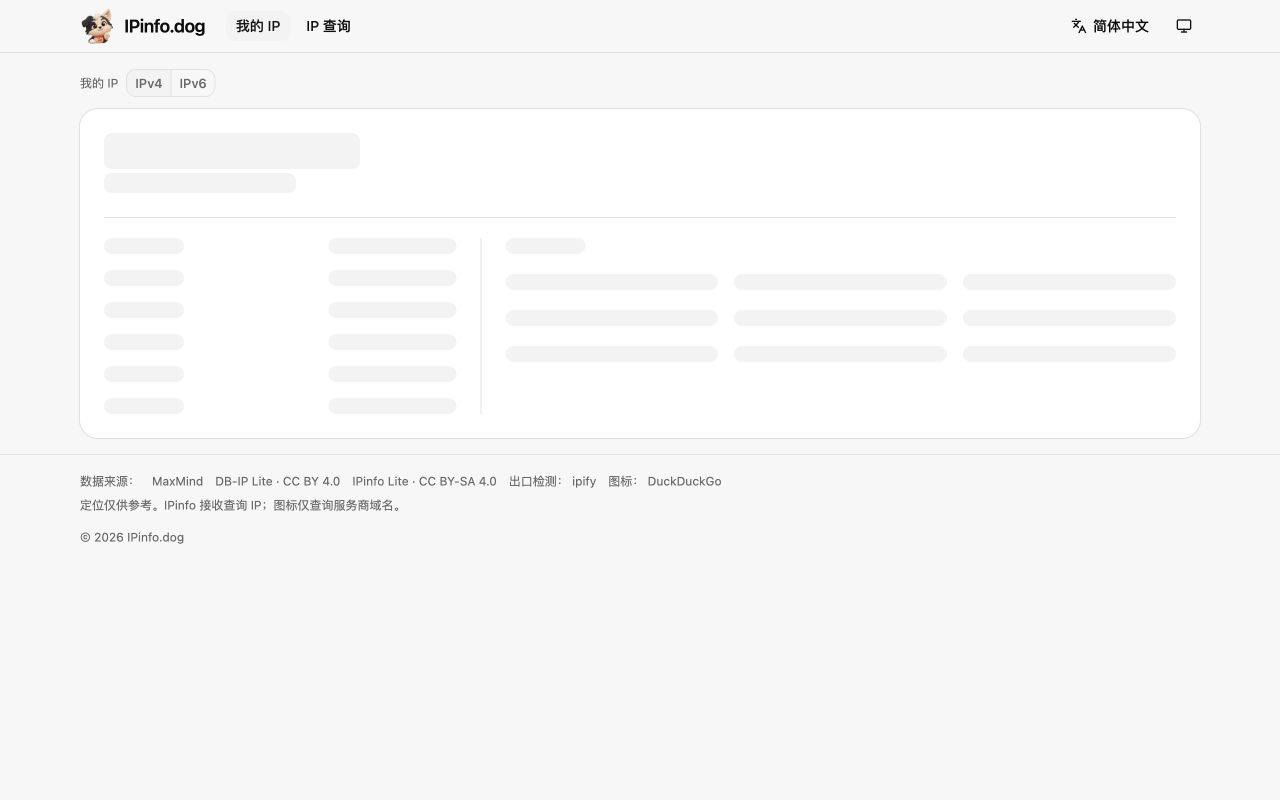 IPinfo.dog 我的 IP IP 查询 简体中文
我的 IP IPv4 IPv6
数据来源： MaxMind DB-IP Lite · CC BY 4.0 IPinfo Lite · CC BY-SA 4.0 出口检测： ipify 图标： DuckDuckGo
定位仅供参考。IPinfo 接收查询 IP；图标仅查询服务商域名。
© 2026 IPinfo.dog